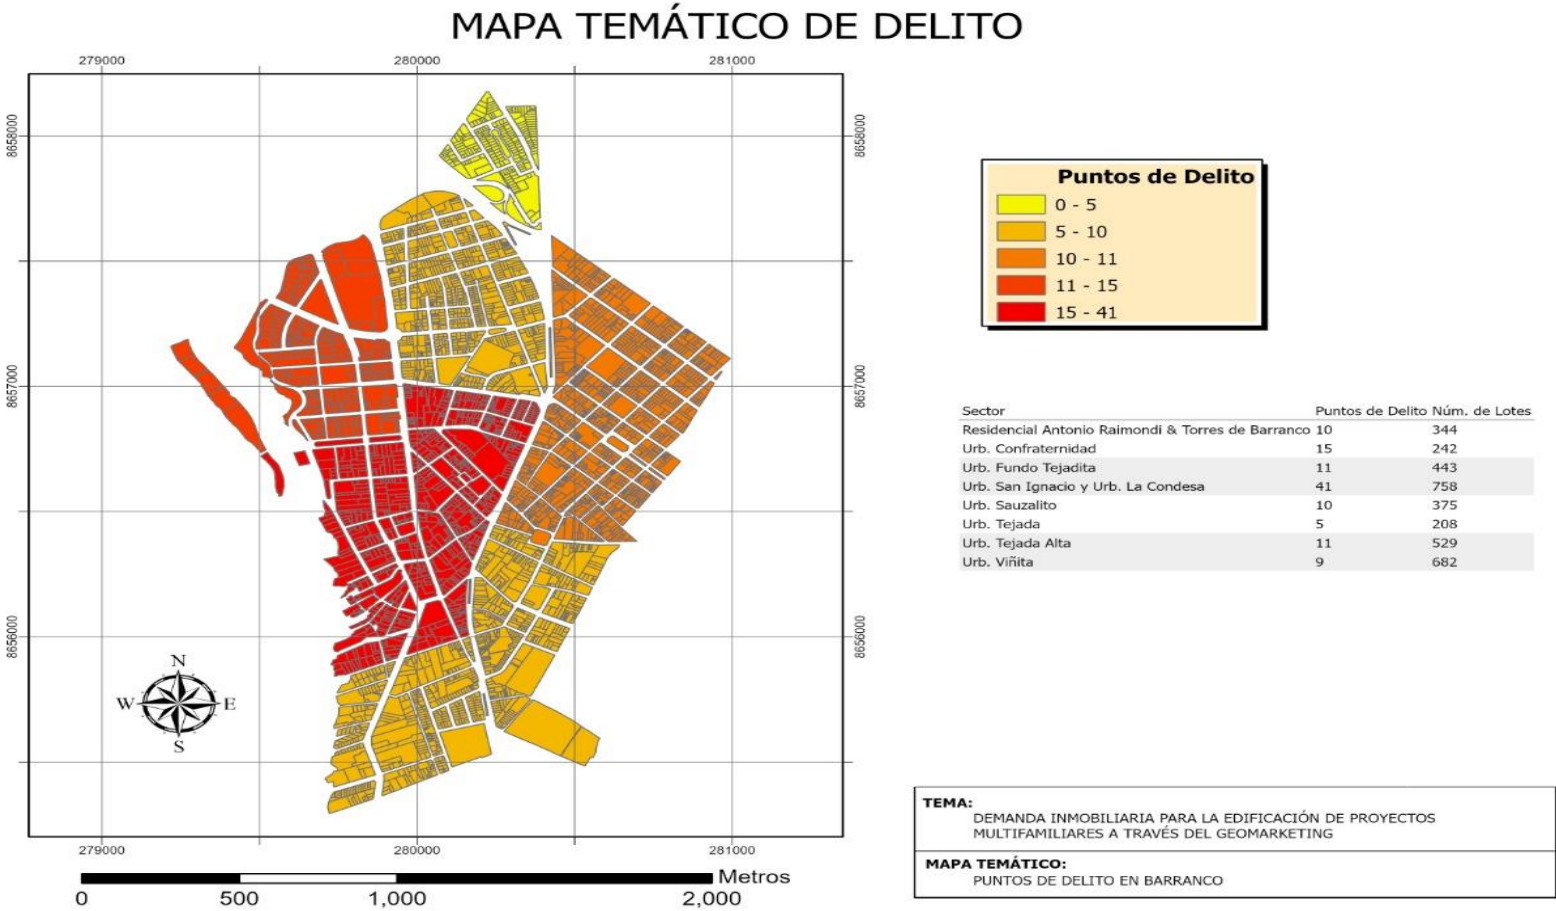 MAPA TEMÁTICO DE DELITO
279000 280000 281000
8658000 8658000
8657000 8657000
8656000 8656000
N
W E
S
279000 280000 281000
Metros
0 500 1,000 2,000
Puntos de Delito
0 - 5
5 - 10
10 - 11
11 - 15
15 - 41
Sector Puntos de Delito Núm. de Lotes
Residencial Antonio Raimondi & Torres de Barranco 10 344
Urb. Confraternidad 15 242
Urb. Fundo Tejadita 11 443
Urb. San Ignacio y Urb. La Condesa 41 758
Urb. Sauzalito 10 375
Urb. Tejada 5 208
Urb. Tejada Alta 11 529
Urb. Viñita 9 682
TEMA:
DEMANDA INMOBILIARIA PARA LA EDIFICACIÓN DE PROYECTOS
MULTIFAMILIARES A TRAVÉS DEL GEOMARKETING
MAPA TEMÁTICO:
PUNTOS DE DELITO EN BARRANCO